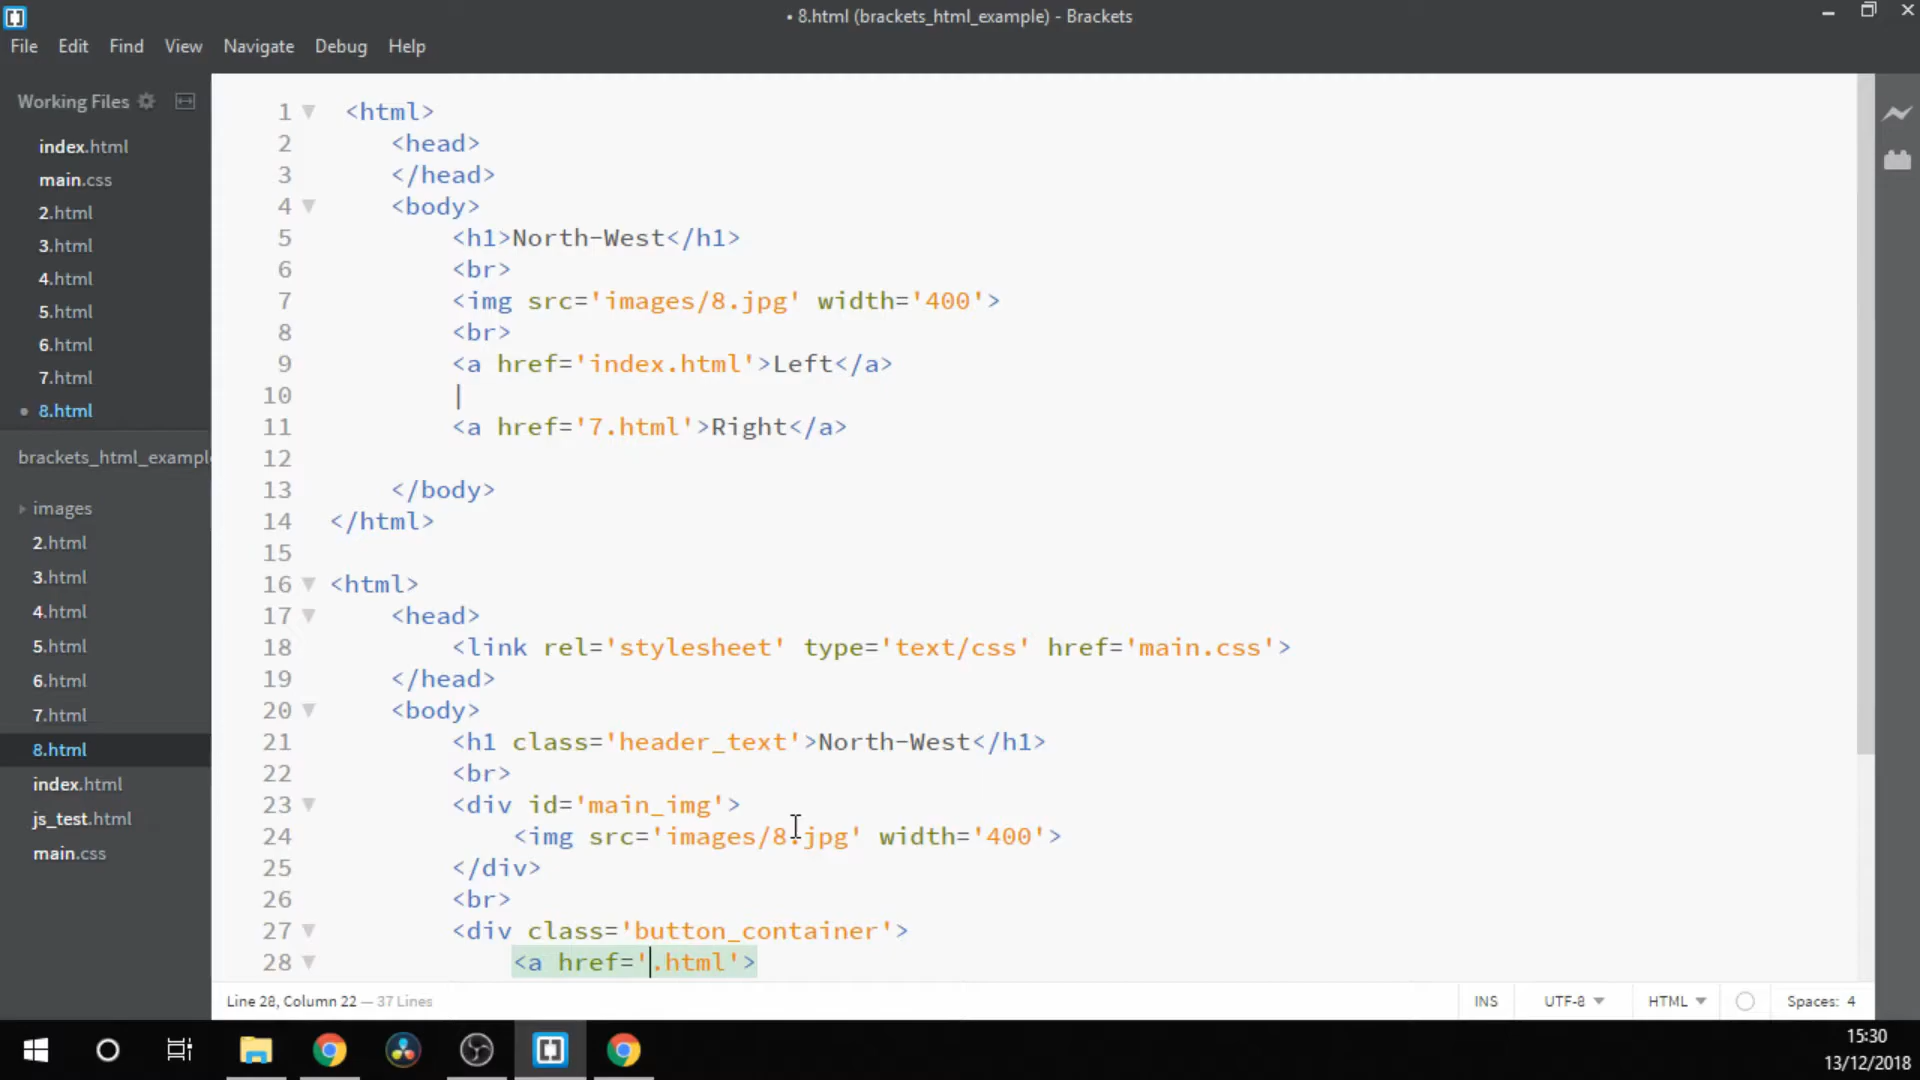 • 8.html (brackets_html_example) - Brackets
File Edit Find View Navigate Debug Help
Working Files
index.html
main.css
2.html
3.html
4.html
5.html
6.html
7.html
• 8.html
brackets_html_example
images
2.html
3.html
4.html
5.html
6.html
7.html
8.html
index.html
js_test.html
main.css
1 <html>
2 <head>
3 </head>
4 <body>
5 <h1>North-West</h1>
6 <br>
7 <img src='images/8.jpg' width='400'>
8 <br>
9 <a href='index.html'>Left</a>
10 |
11 <a href='7.html'>Right</a>
12
13 </body>
14 </html>
15
16 <html>
17 <head>
18 <link rel='stylesheet' type='text/css' href='main.css'>
19 </head>
20 <body>
21 <h1 class='header_text'>North-West</h1>
22 <br>
23 <div id='main_img'>
24 <img src='images/8.jpg' width='400'>
25 </div>
26 <br>
27 <div class='button_container'>
28 <a href='.html'>
Line 28, Column 22 — 37 Lines
INS UTF-8 HTML Spaces: 4
15:30
13/12/2018